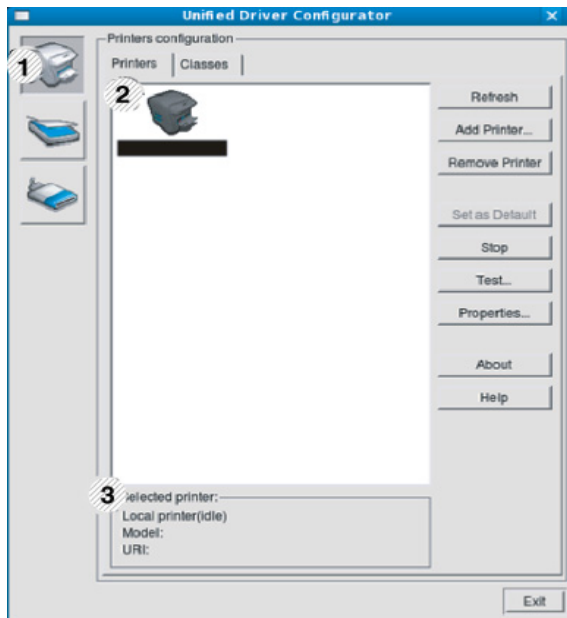 Unified Driver Configurator
Printers configuration
1
Printers
Classes
2
Refresh
Add Printer...
Remove Printer
Set as Default
Stop
Test...
Properties...
About
Help
3
Selected printer:
Local printer(idle)
Model:
URI:
Exit